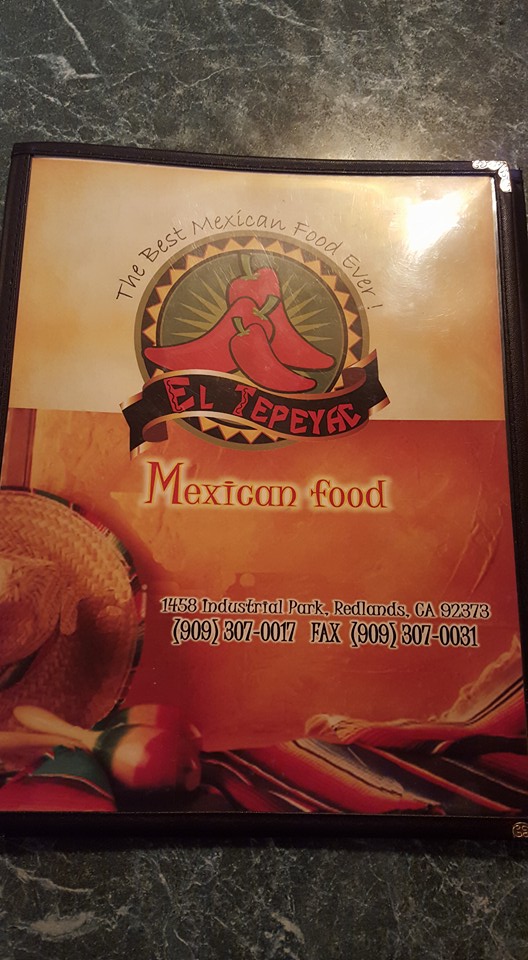 The Best Mexican Food Ever!
EL TEPEYAC
Mexican food
1458 Industrial Park, Redlands, CA 92373
(909) 307-0017 FAX (909) 307-0031